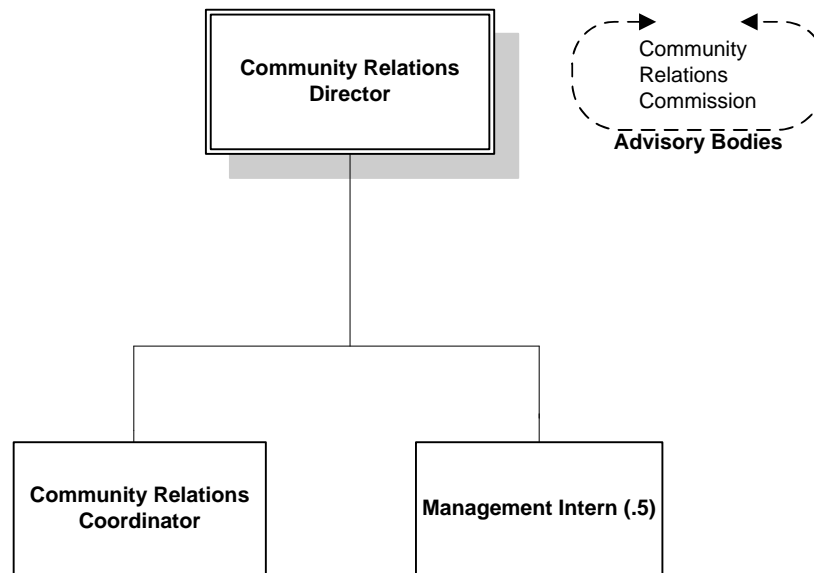 Community Relations
Director
Community
Relations
Commission
Advisory Bodies
Community Relations
Coordinator
Management Intern (.5)